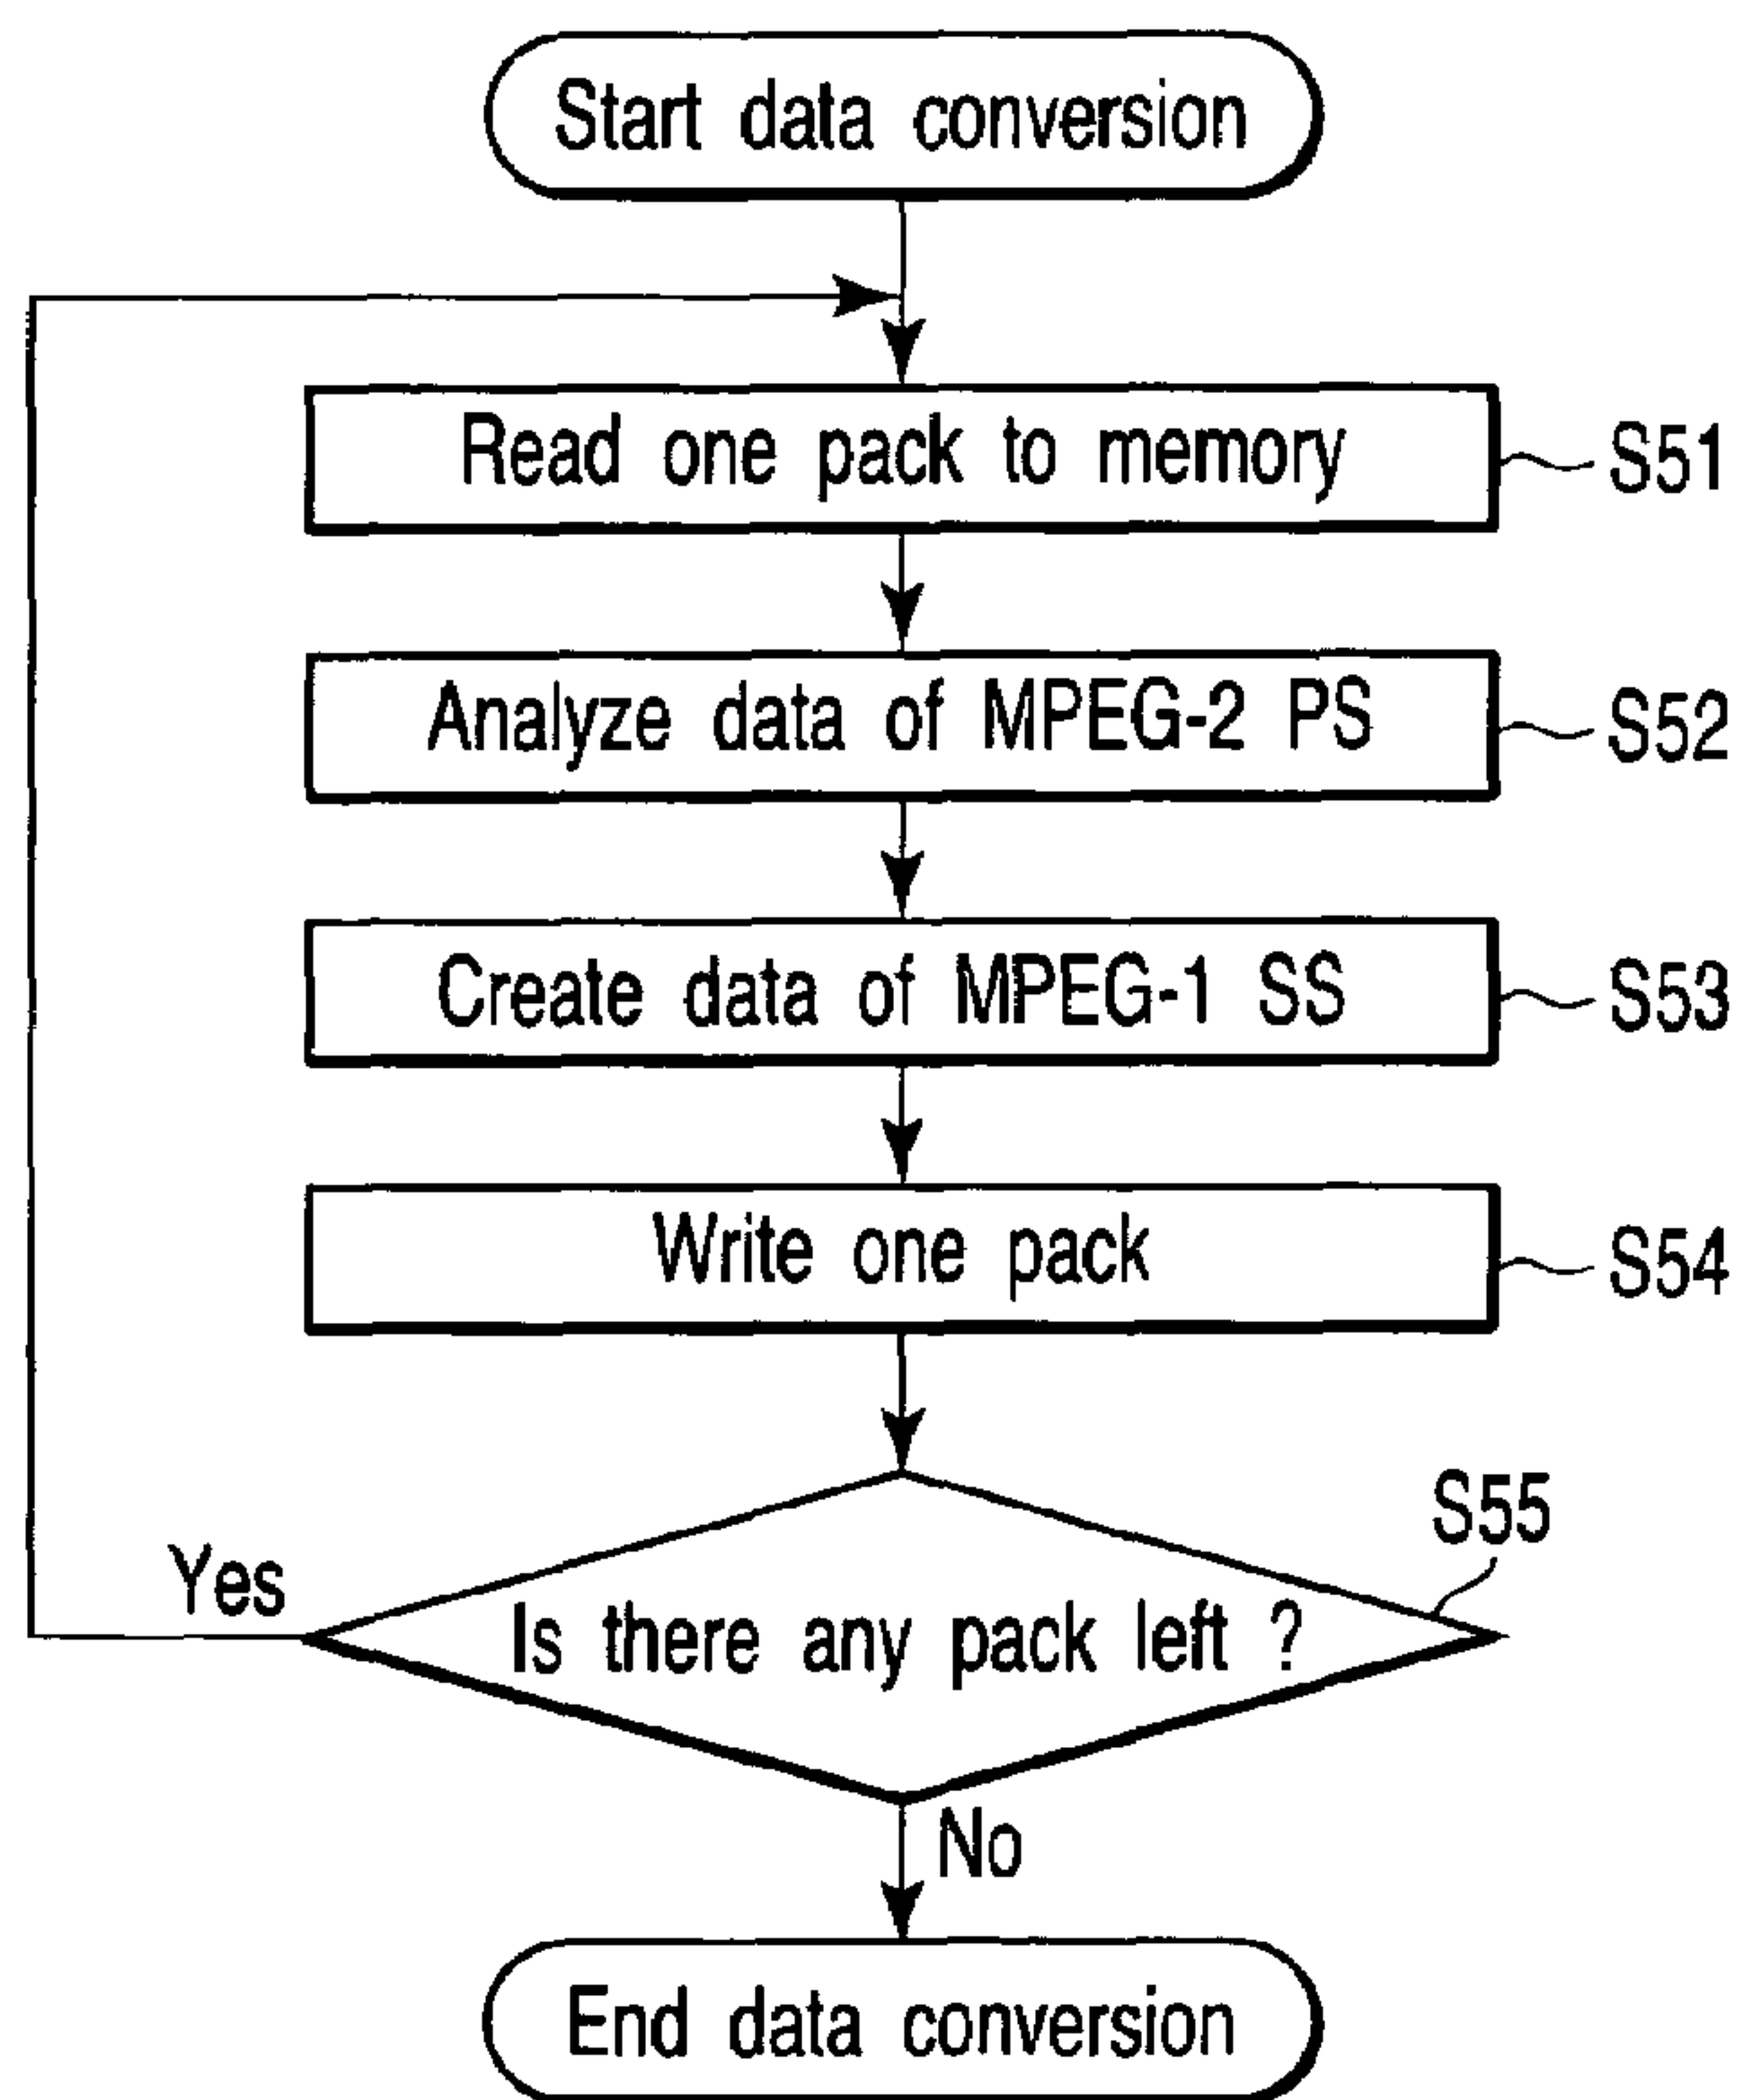 Start data conversion
Read one pack to memory
S51
Analyze data of MPEG-2 PS
S52
Create data of MPEG-1 SS
S53
Write one pack
S54
S55
Yes
Is there any pack left ?
No
End data conversion